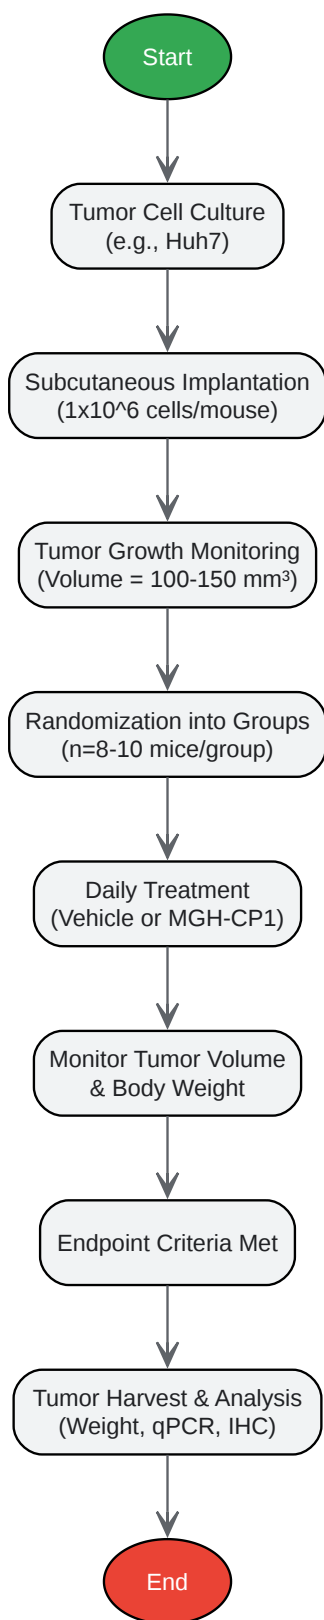 Start
Tumor Cell Culture
(e.g., Huh7)
Subcutaneous Implantation
(1x10^6 cells/mouse)
Tumor Growth Monitoring
(Volume = 100-150 mm³)
Randomization into Groups
(n=8-10 mice/group)
Daily Treatment
(Vehicle or MGH-CP1)
Monitor Tumor Volume
& Body Weight
Endpoint Criteria Met
Tumor Harvest & Analysis
(Weight, qPCR, IHC)
End